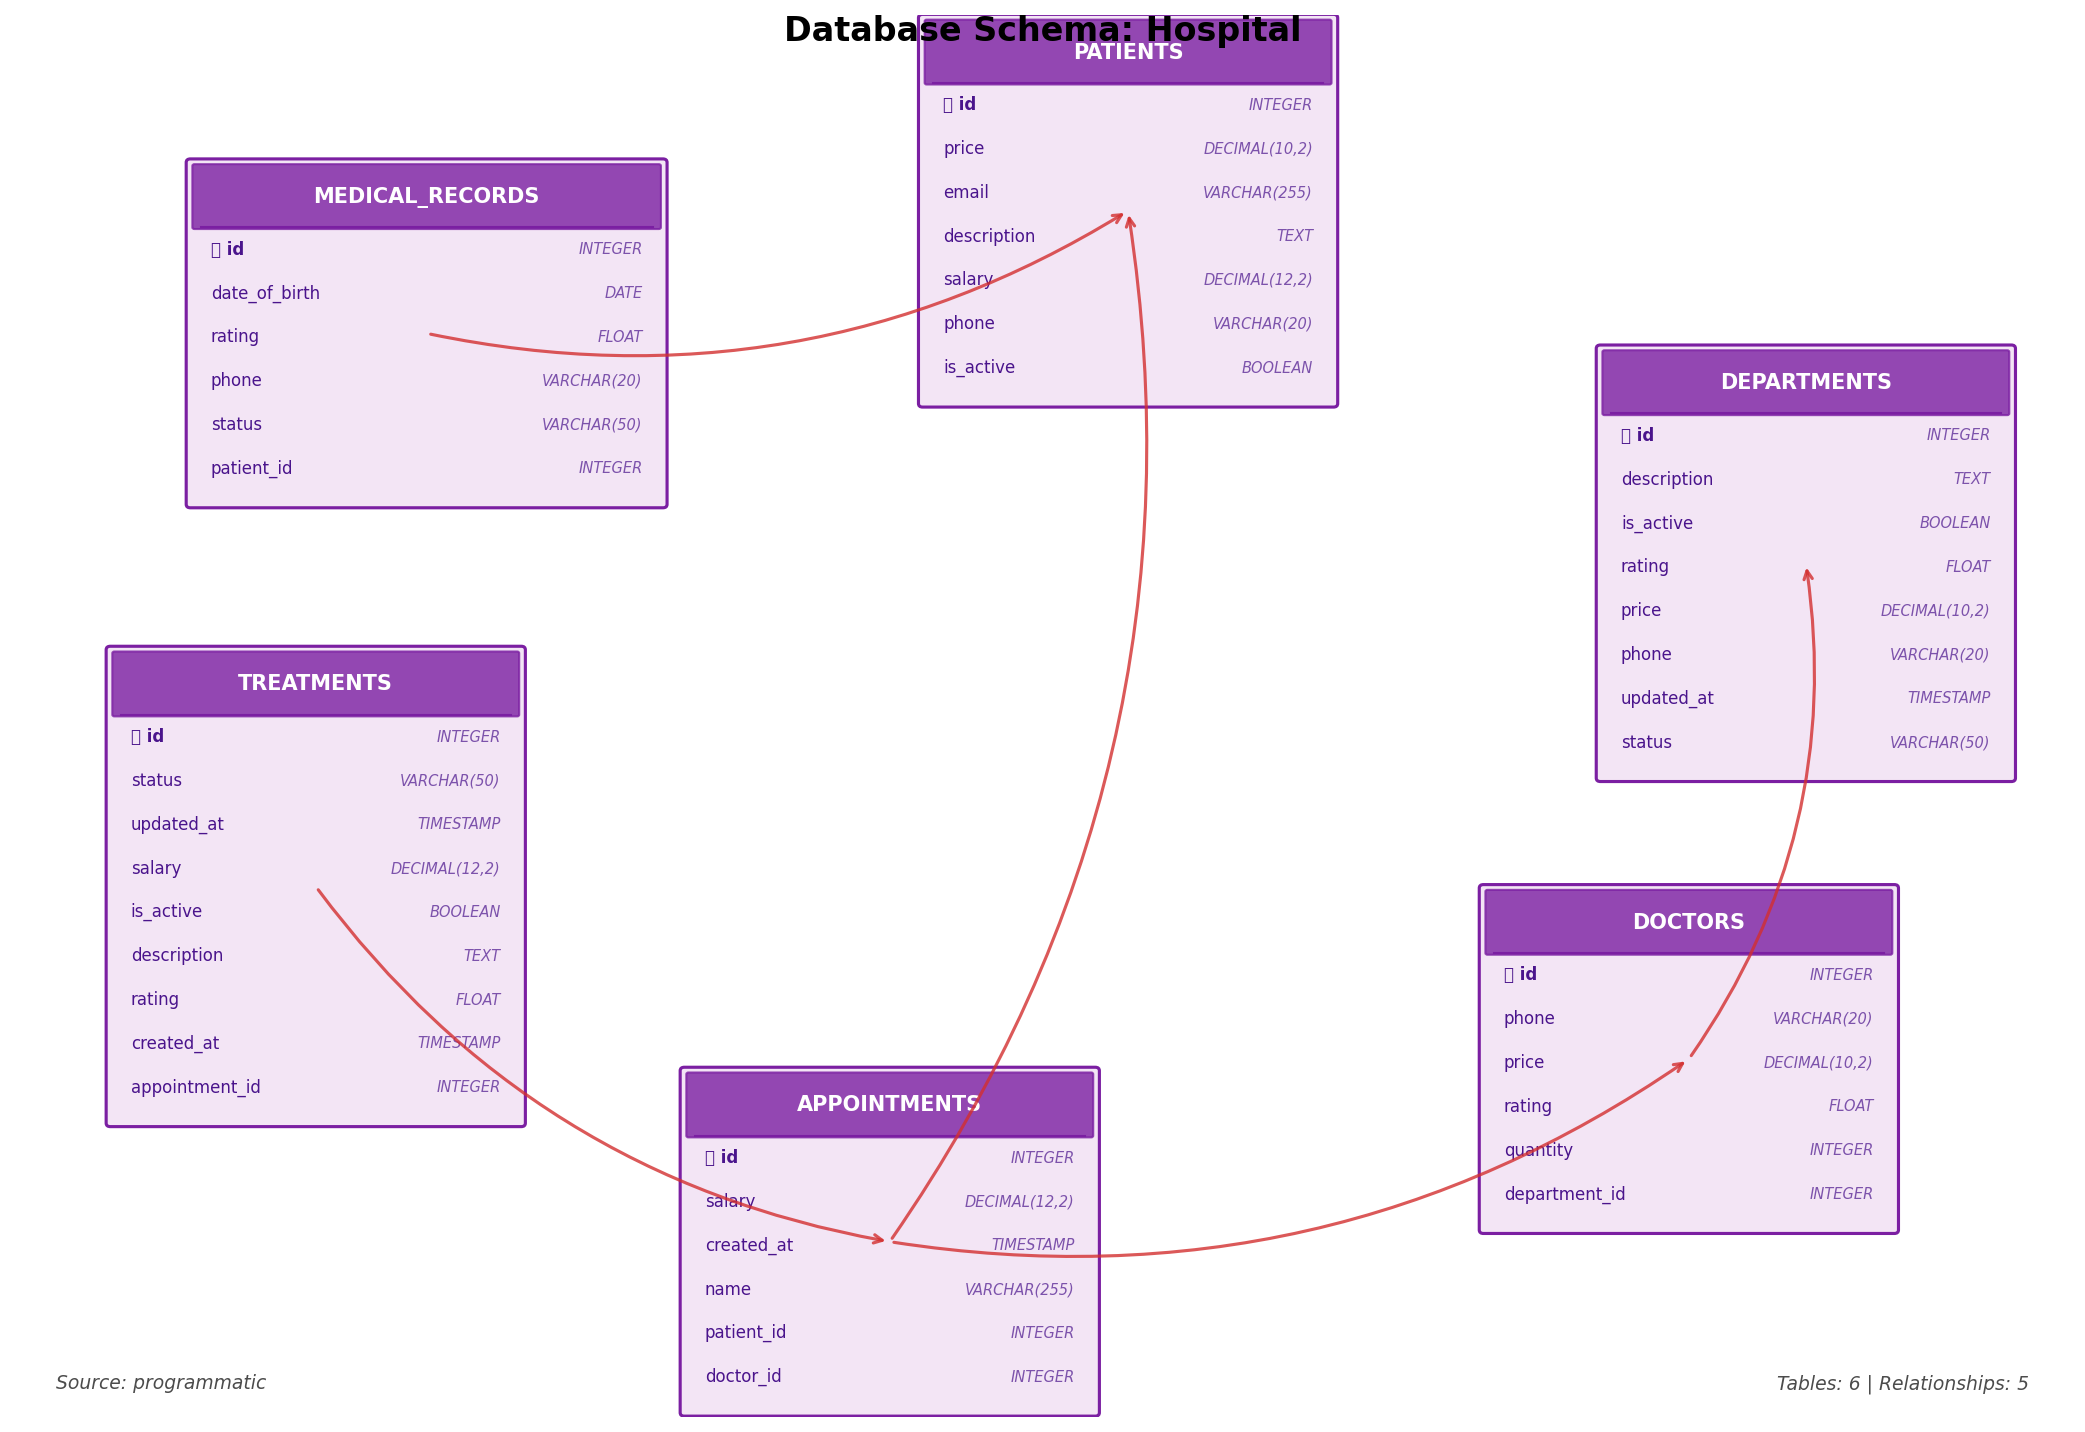 Database Schema: Hospital
PATIENTS
id INTEGER
price DECIMAL(10,2)
email VARCHAR(255)
description TEXT
salary DECIMAL(12,2)
phone VARCHAR(20)
is_active BOOLEAN
MEDICAL_RECORDS
id INTEGER
date_of_birth DATE
rating FLOAT
phone VARCHAR(20)
status VARCHAR(50)
patient_id INTEGER
DEPARTMENTS
id INTEGER
description TEXT
is_active BOOLEAN
rating FLOAT
price DECIMAL(10,2)
phone VARCHAR(20)
updated_at TIMESTAMP
status VARCHAR(50)
TREATMENTS
id INTEGER
status VARCHAR(50)
updated_at TIMESTAMP
salary DECIMAL(12,2)
is_active BOOLEAN
description TEXT
rating FLOAT
created_at TIMESTAMP
appointment_id INTEGER
DOCTORS
id INTEGER
phone VARCHAR(20)
price DECIMAL(10,2)
rating FLOAT
quantity INTEGER
department_id INTEGER
APPOINTMENTS
id INTEGER
salary DECIMAL(12,2)
created_at TIMESTAMP
name VARCHAR(255)
patient_id INTEGER
doctor_id INTEGER
Source: programmatic
Tables: 6 | Relationships: 5